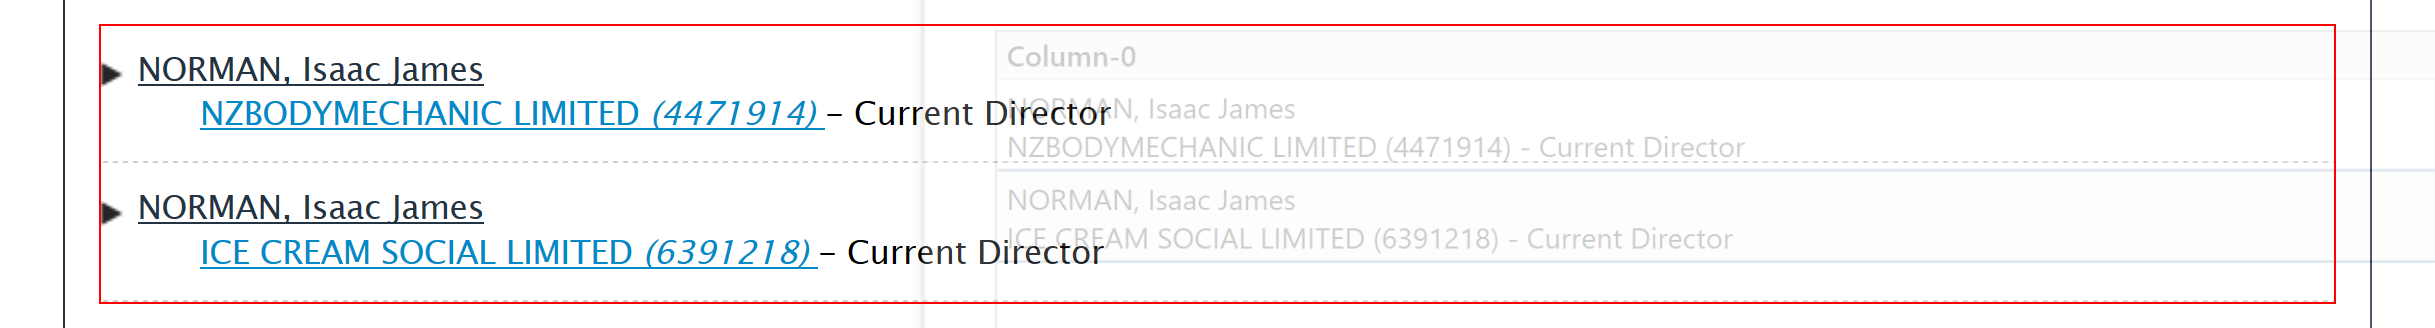 NORMAN, Isaac James
NZBODYMECHANIC LIMITED (4471914) – Current Director
NORMAN, Isaac James
ICE CREAM SOCIAL LIMITED (6391218) – Current Director
Column-0
NORMAN, Isaac James
NZBODYMECHANIC LIMITED (4471914) - Current Director
NORMAN, Isaac James
ICE CREAM SOCIAL LIMITED (6391218) - Current Director